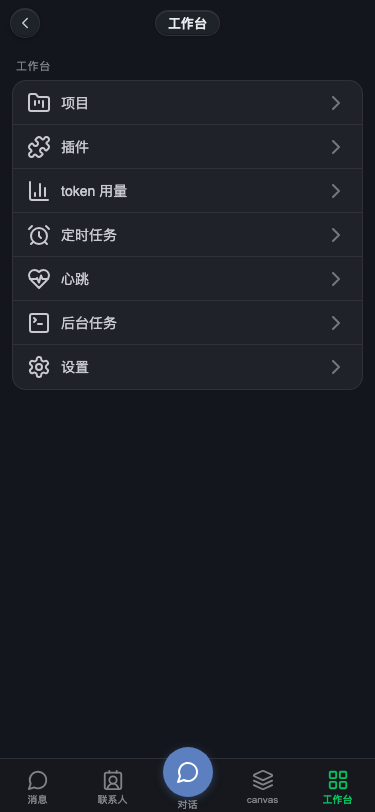 工作台
工作台
项目
插件
token 用量
定时任务
心跳
后台任务
设置
消息
联系人
对话
canvas
工作台